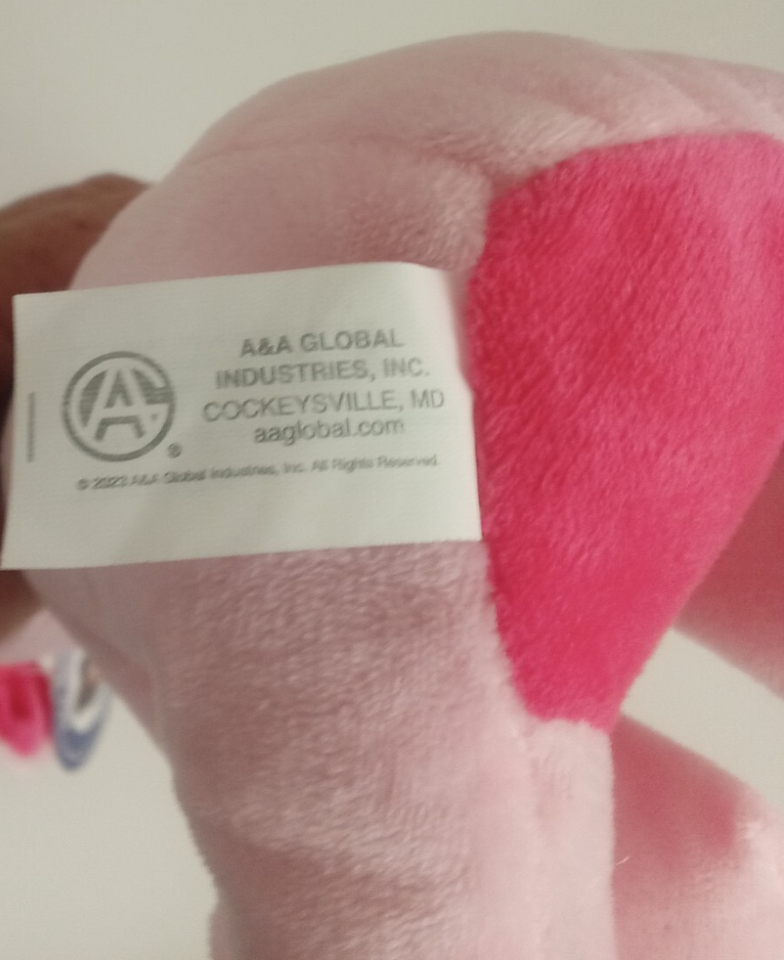 A&A GLOBAL
INDUSTRIES, INC.
COCKEYSVILLE, MD
aaglobal.com
A ®
© 2023 A&A Global Industries, Inc. All Rights Reserved.